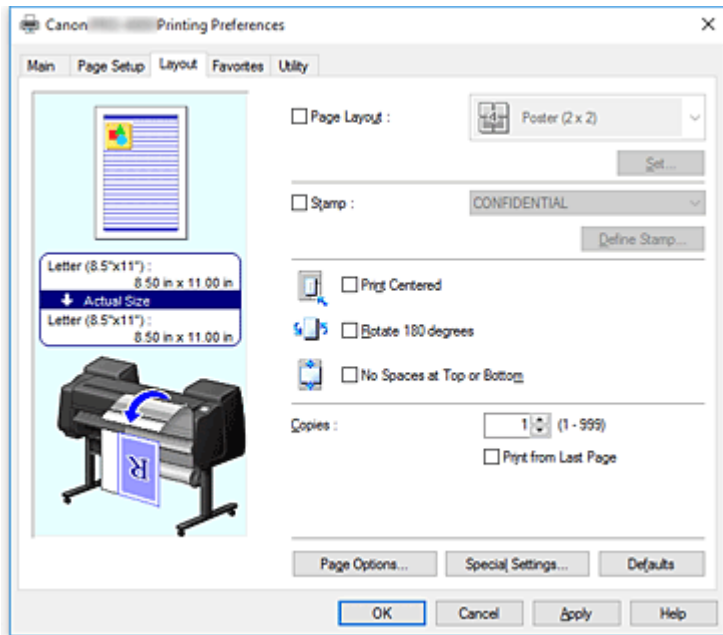 Canon Printing Preferences
Main Page Setup Layout Favorites Utility
Page Layout :
Poster (2 x 2)
Set...
Stamp :
CONFIDENTIAL
Define Stamp...
Letter (8.5"x11") :
8.50 in x 11.00 in
Actual Size
Letter (8.5"x11") :
8.50 in x 11.00 in
Print Centered
Rotate 180 degrees
No Spaces at Top or Bottom
Copies :
1 (1 - 999)
Print from Last Page
R
Page Options... Special Settings... Defaults
OK Cancel Apply Help